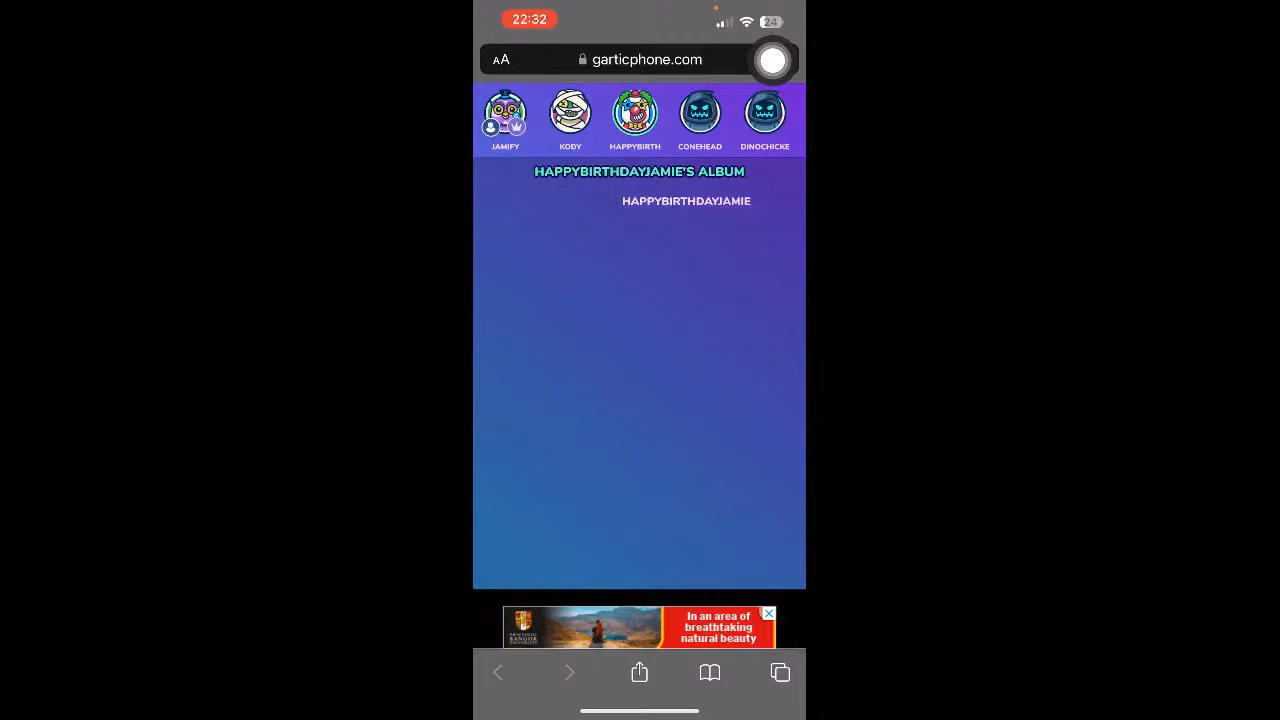 22:32
24
AA garticphone.com
JAMIFY KODY HAPPYBIRTH CONEHEAD DINOCHICKE
HAPPYBIRTHDAYJAMIE'S ALBUM
HAPPYBIRTHDAYJAMIE
In an area of
breathtaking
natural beauty